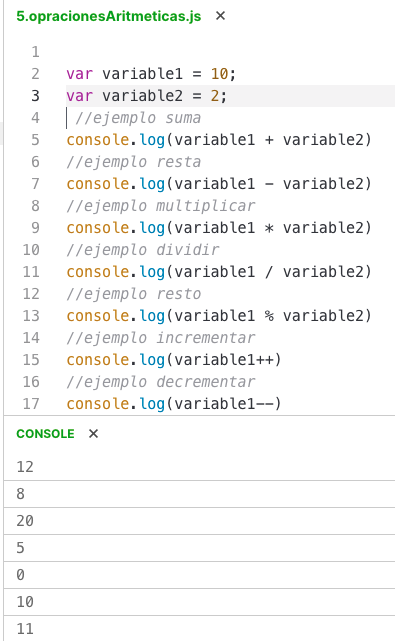 5.opracionesAritmeticas.js ×
1
2 var variable1 = 10;
3 var variable2 = 2;
4 //ejemplo suma
5 console.log(variable1 + variable2)
6 //ejemplo resta
7 console.log(variable1 - variable2)
8 //ejemplo multiplicar
9 console.log(variable1 * variable2)
10 //ejemplo dividir
11 console.log(variable1 / variable2)
12 //ejemplo resto
13 console.log(variable1 % variable2)
14 //ejemplo incrementar
15 console.log(variable1++)
16 //ejemplo decrementar
17 console.log(variable1--)
CONSOLE ×
12
8
20
5
0
10
11